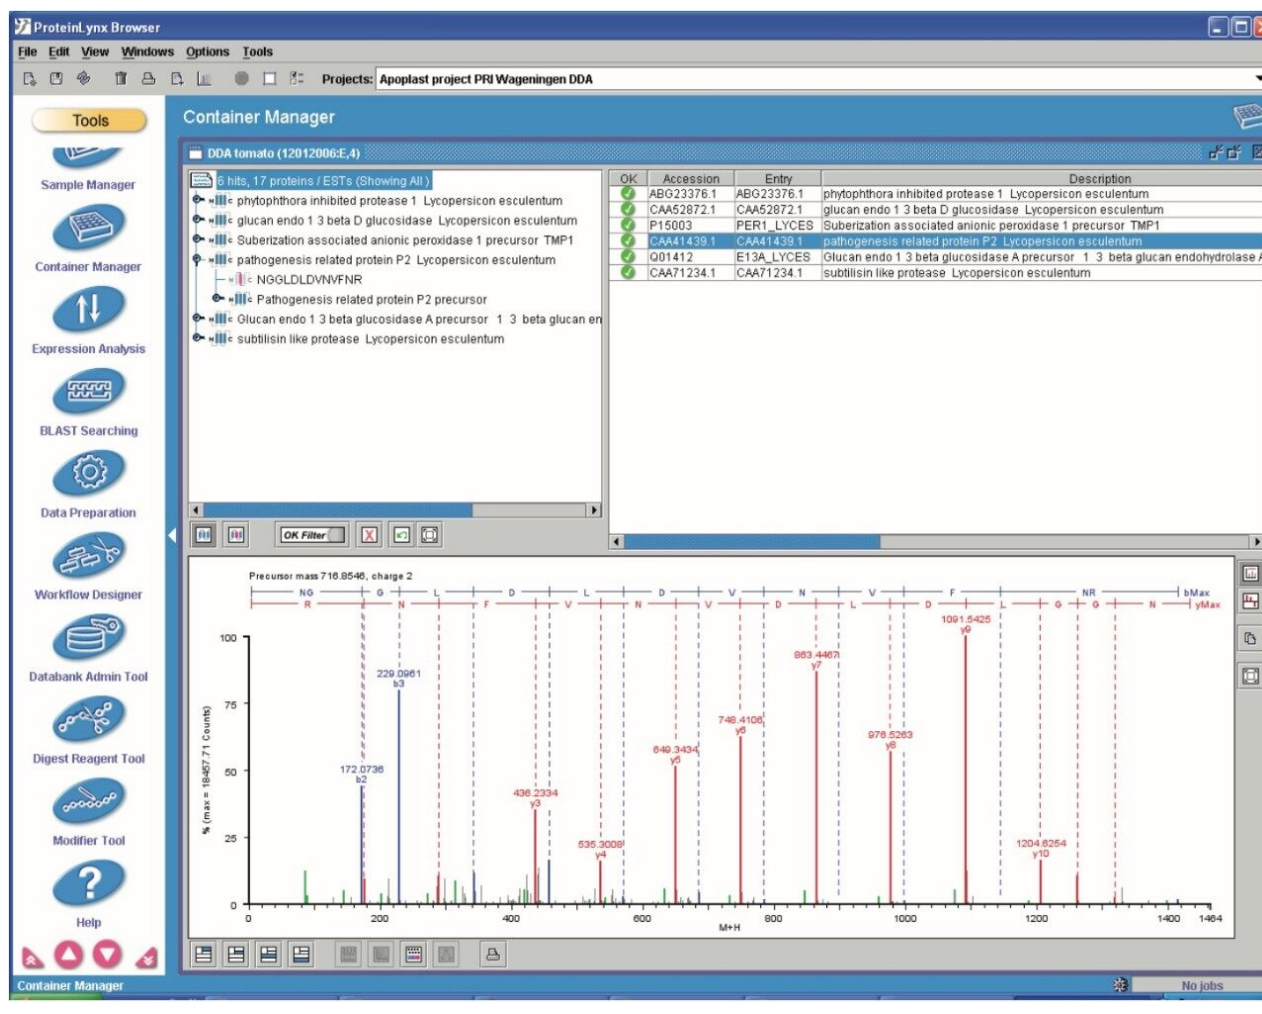 ProteinLynx Browser
File Edit View Windows Options Tools
Projects: Apoplast project PRI Wageningen DDA
Tools
Sample Manager
Container Manager
Expression Analysis
BLAST Searching
Data Preparation
Workflow Designer
Databank Admin Tool
Digest Reagent Tool
Modifier Tool
Help
Container Manager
DDA tomato (12012006:E,4)
6 hits, 17 proteins / ESTs (Showing All )
phytophthora inhibited protease 1 Lycopersicon esculentum
glucan endo 1 3 beta D glucosidase Lycopersicon esculentum
Suberization associated anionic peroxidase 1 precursor TMP1
pathogenesis related protein P2 Lycopersicon esculentum
NGGLDLDVNVFNR
Pathogenesis related protein P2 precursor
Glucan endo 1 3 beta glucosidase A precursor 1 3 beta glucan en
subtilisin like protease Lycopersicon esculentum
OK Filter
OK Accession Entry Description
ABG23376.1 ABG23376.1 phytophthora inhibited protease 1 Lycopersicon esculentum
CAA52872.1 CAA52872.1 glucan endo 1 3 beta D glucosidase Lycopersicon esculentum
P15003 PER1_LYCES Suberization associated anionic peroxidase 1 precursor TMP1
CAA41439.1 CAA41439.1 pathogenesis related protein P2 Lycopersicon esculentum
Q01412 E13A_LYCES Glucan endo 1 3 beta glucosidase A precursor 1 3 beta glucan endohydrolase A
CAA71234.1 CAA71234.1 subtilisin like protease Lycopersicon esculentum
Precursor mass 716.8546, charge 2
NG G L D L D V N V F NR bMax
R N F V N V D L D L G G N yMax
1091.5425
y9
863.4467
y7
229.0961
b3
748.4106
y6
976.5263
y8
649.3434
y5
172.0736
b2
436.2334
y3
535.3008
y4
1204.6254
y10
% (max = 18457.71 Counts)
100
75
50
25
0
0 200 400 600 800 1000 1200 1400 1464
M+H
Container Manager
No jobs